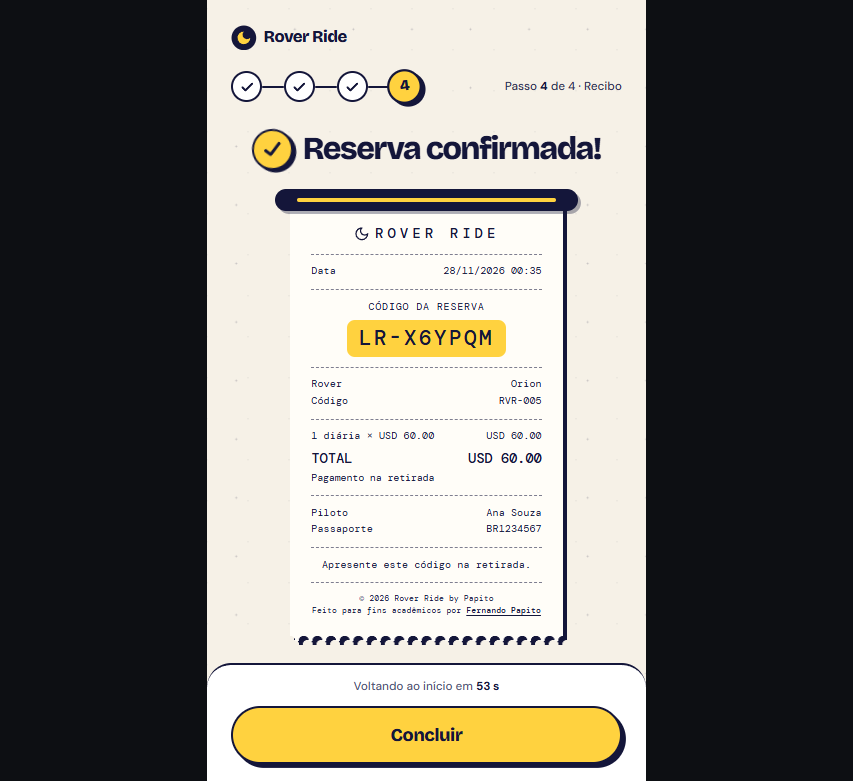 Rover Ride
4
Passo 4 de 4 · Recibo
Reserva confirmada!
ROVER RIDE
Data 28/11/2026 00:35
CÓDIGO DA RESERVA
LR-X6YPQM
Rover Orion
Código RVR-005
1 diária × USD 60.00 USD 60.00
TOTAL USD 60.00
Pagamento na retirada
Piloto Ana Souza
Passaporte BR1234567
Apresente este código na retirada.
© 2026 Rover Ride by Papito
Feito para fins acadêmicos por Fernando Papito
Voltando ao início em 53 s
Concluir